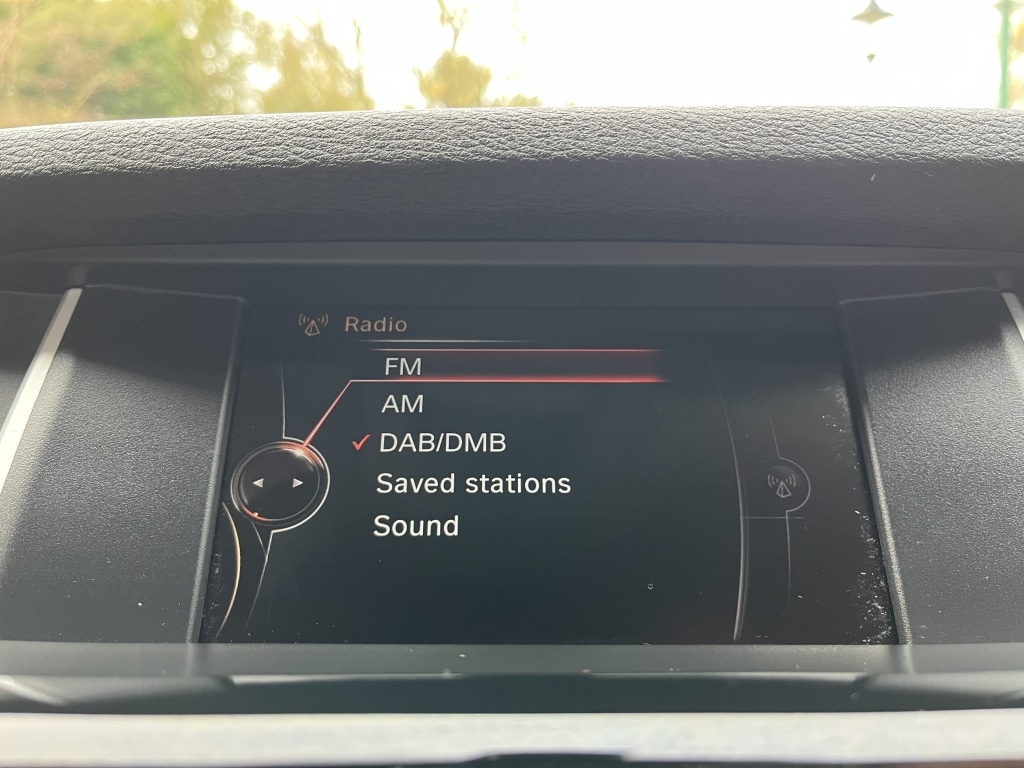 Radio
FM
AM
DAB/DMB
Saved stations
Sound